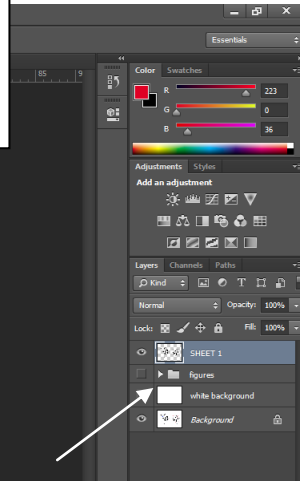 Essentials
85 9
Color Swatches
R 223
G 0
B 36
Adjustments Styles
Add an adjustment
Layers Channels Paths
Kind T
Normal Opacity: 100%
Lock: Fill: 100%
SHEET 1
figures
white background
Background